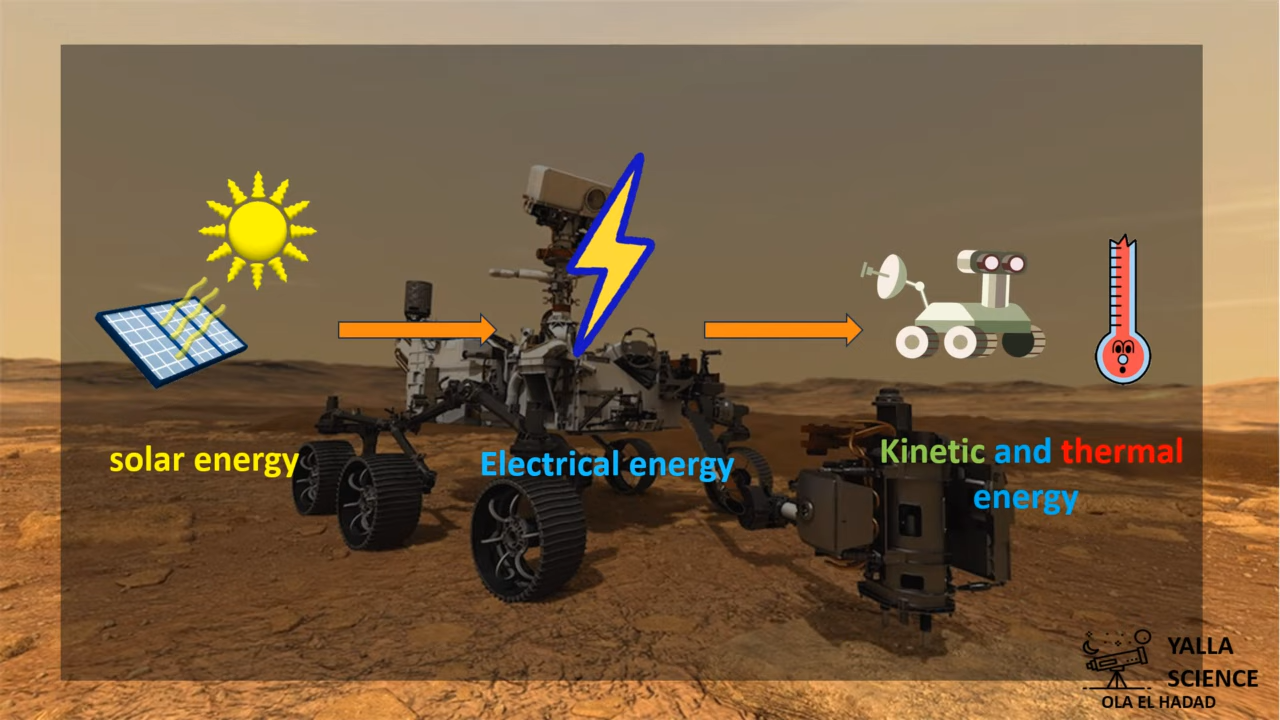 solar energy
Electrical energy
Kinetic and thermal
energy
YALLA
SCIENCE
OLA EL HADAD